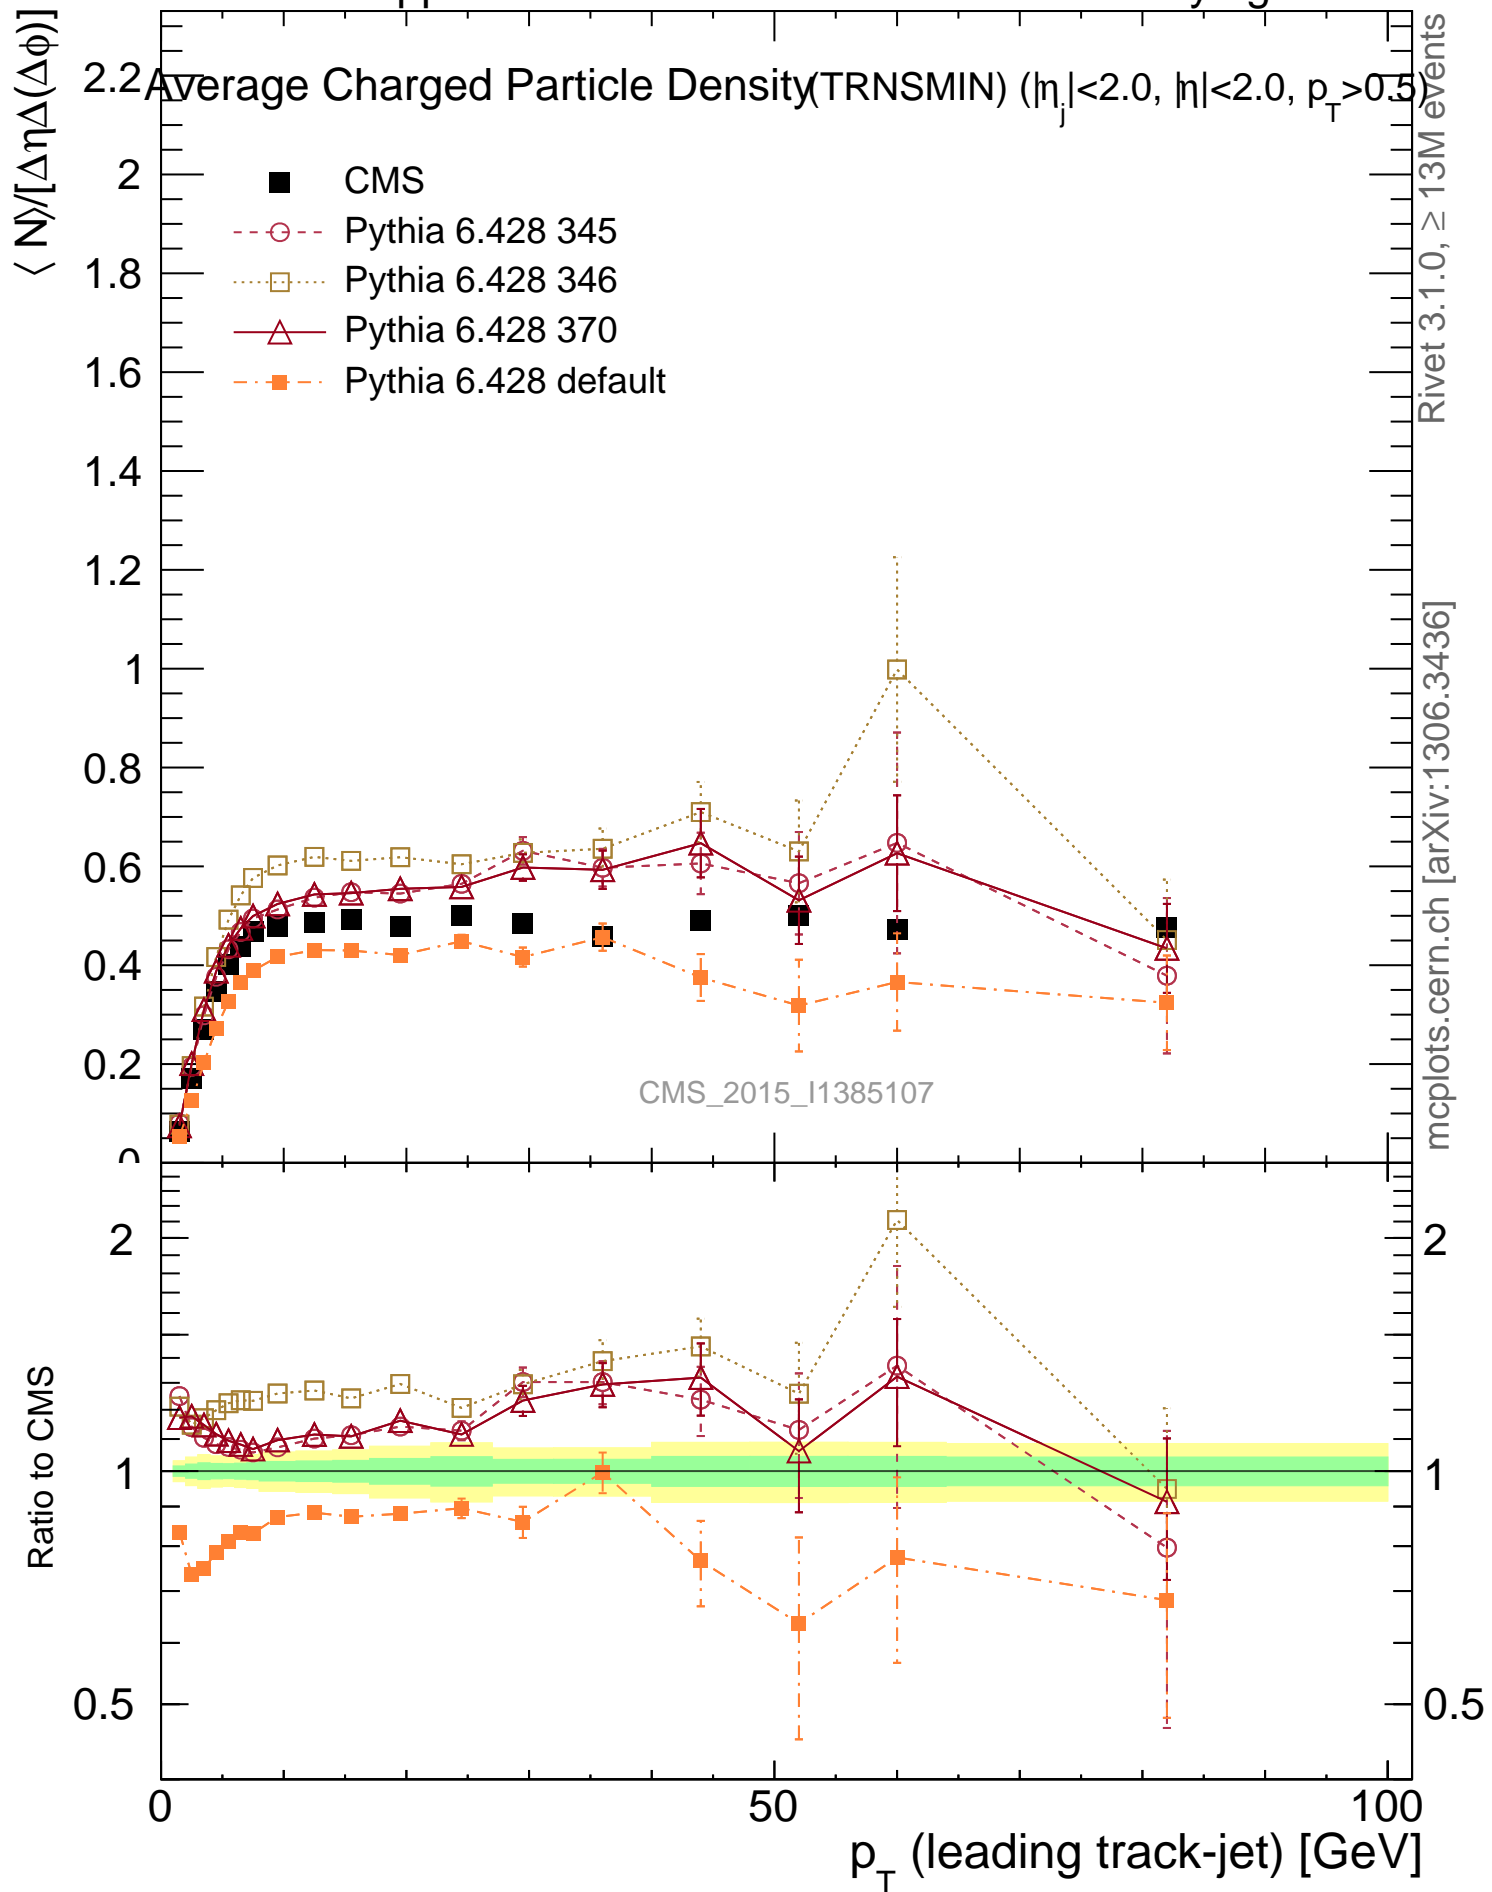 Average Charged Particle Density (TRNSMIN) (|η_j|<2.0, |η|<2.0, p_T>0.5)
⟨ N⟩/[ΔηΔ(Δϕ)]
CMS
Pythia 6.428 345
Pythia 6.428 346
Pythia 6.428 370
Pythia 6.428 default
2.2
2
1.8
1.6
1.4
1.2
1
0.8
0.6
0.4
0.2
0
CMS_2015_I1385107
Rivet 3.1.0, ≥ 13M events
mcplots.cern.ch [arXiv:1306.3436]
Ratio to CMS
2
1
0.5
2
1
0.5
0
50
100
p_T (leading track-jet) [GeV]